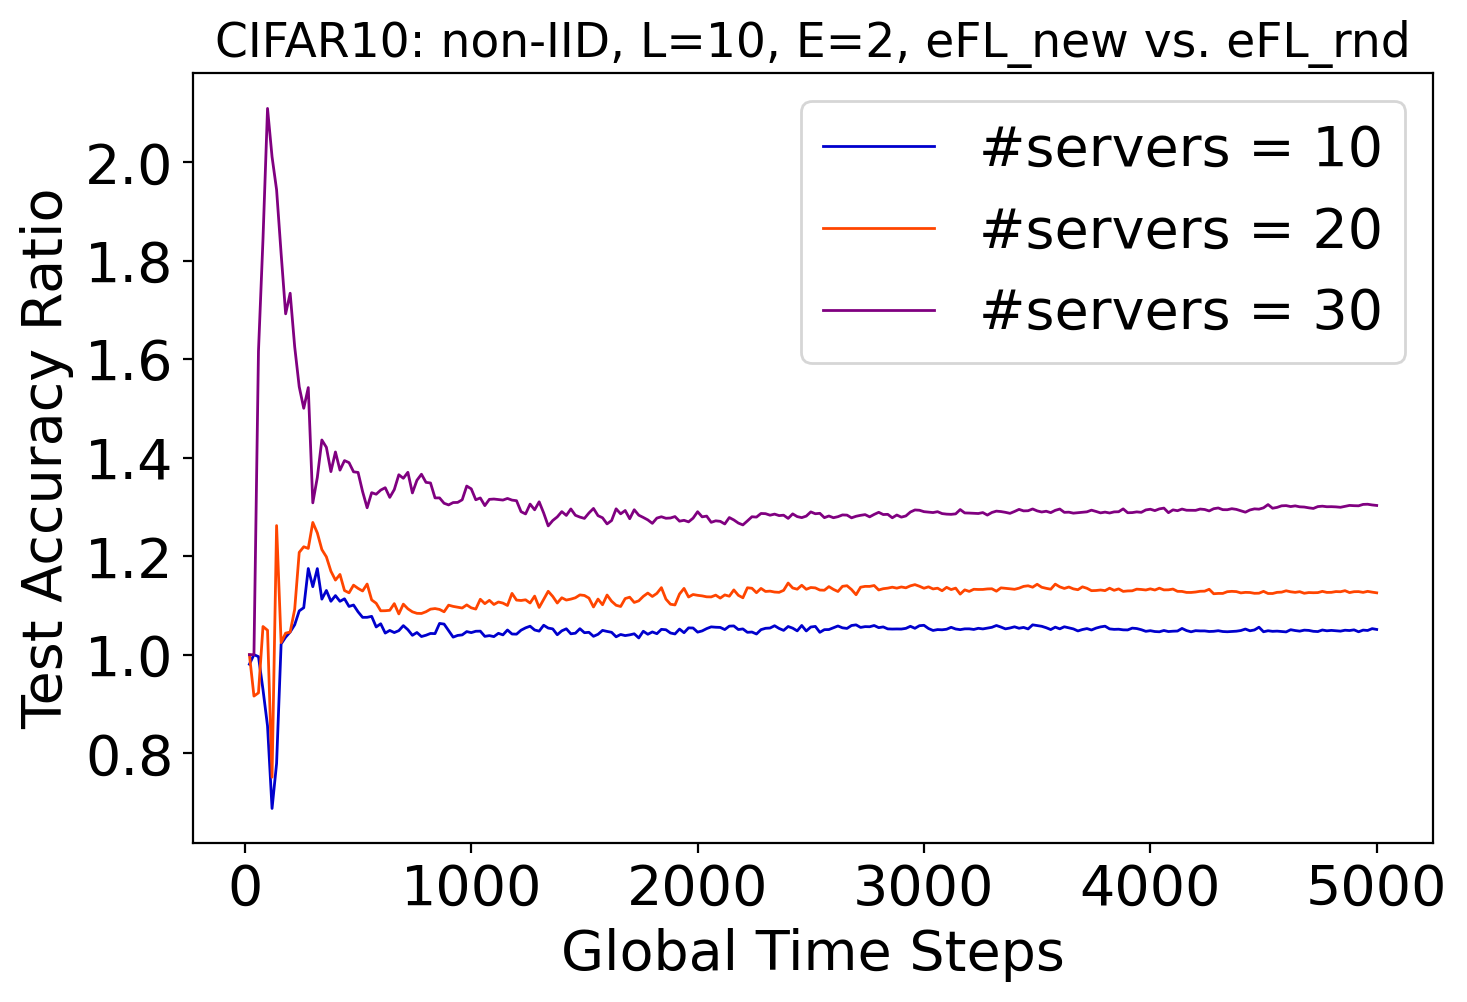 CIFAR10: non-IID, L=10, E=2, eFL_new vs. eFL_rnd
#servers = 10
#servers = 20
#servers = 30
Test Accuracy Ratio
2.0
1.8
1.6
1.4
1.2
1.0
0.8
0 1000 2000 3000 4000 5000
Global Time Steps